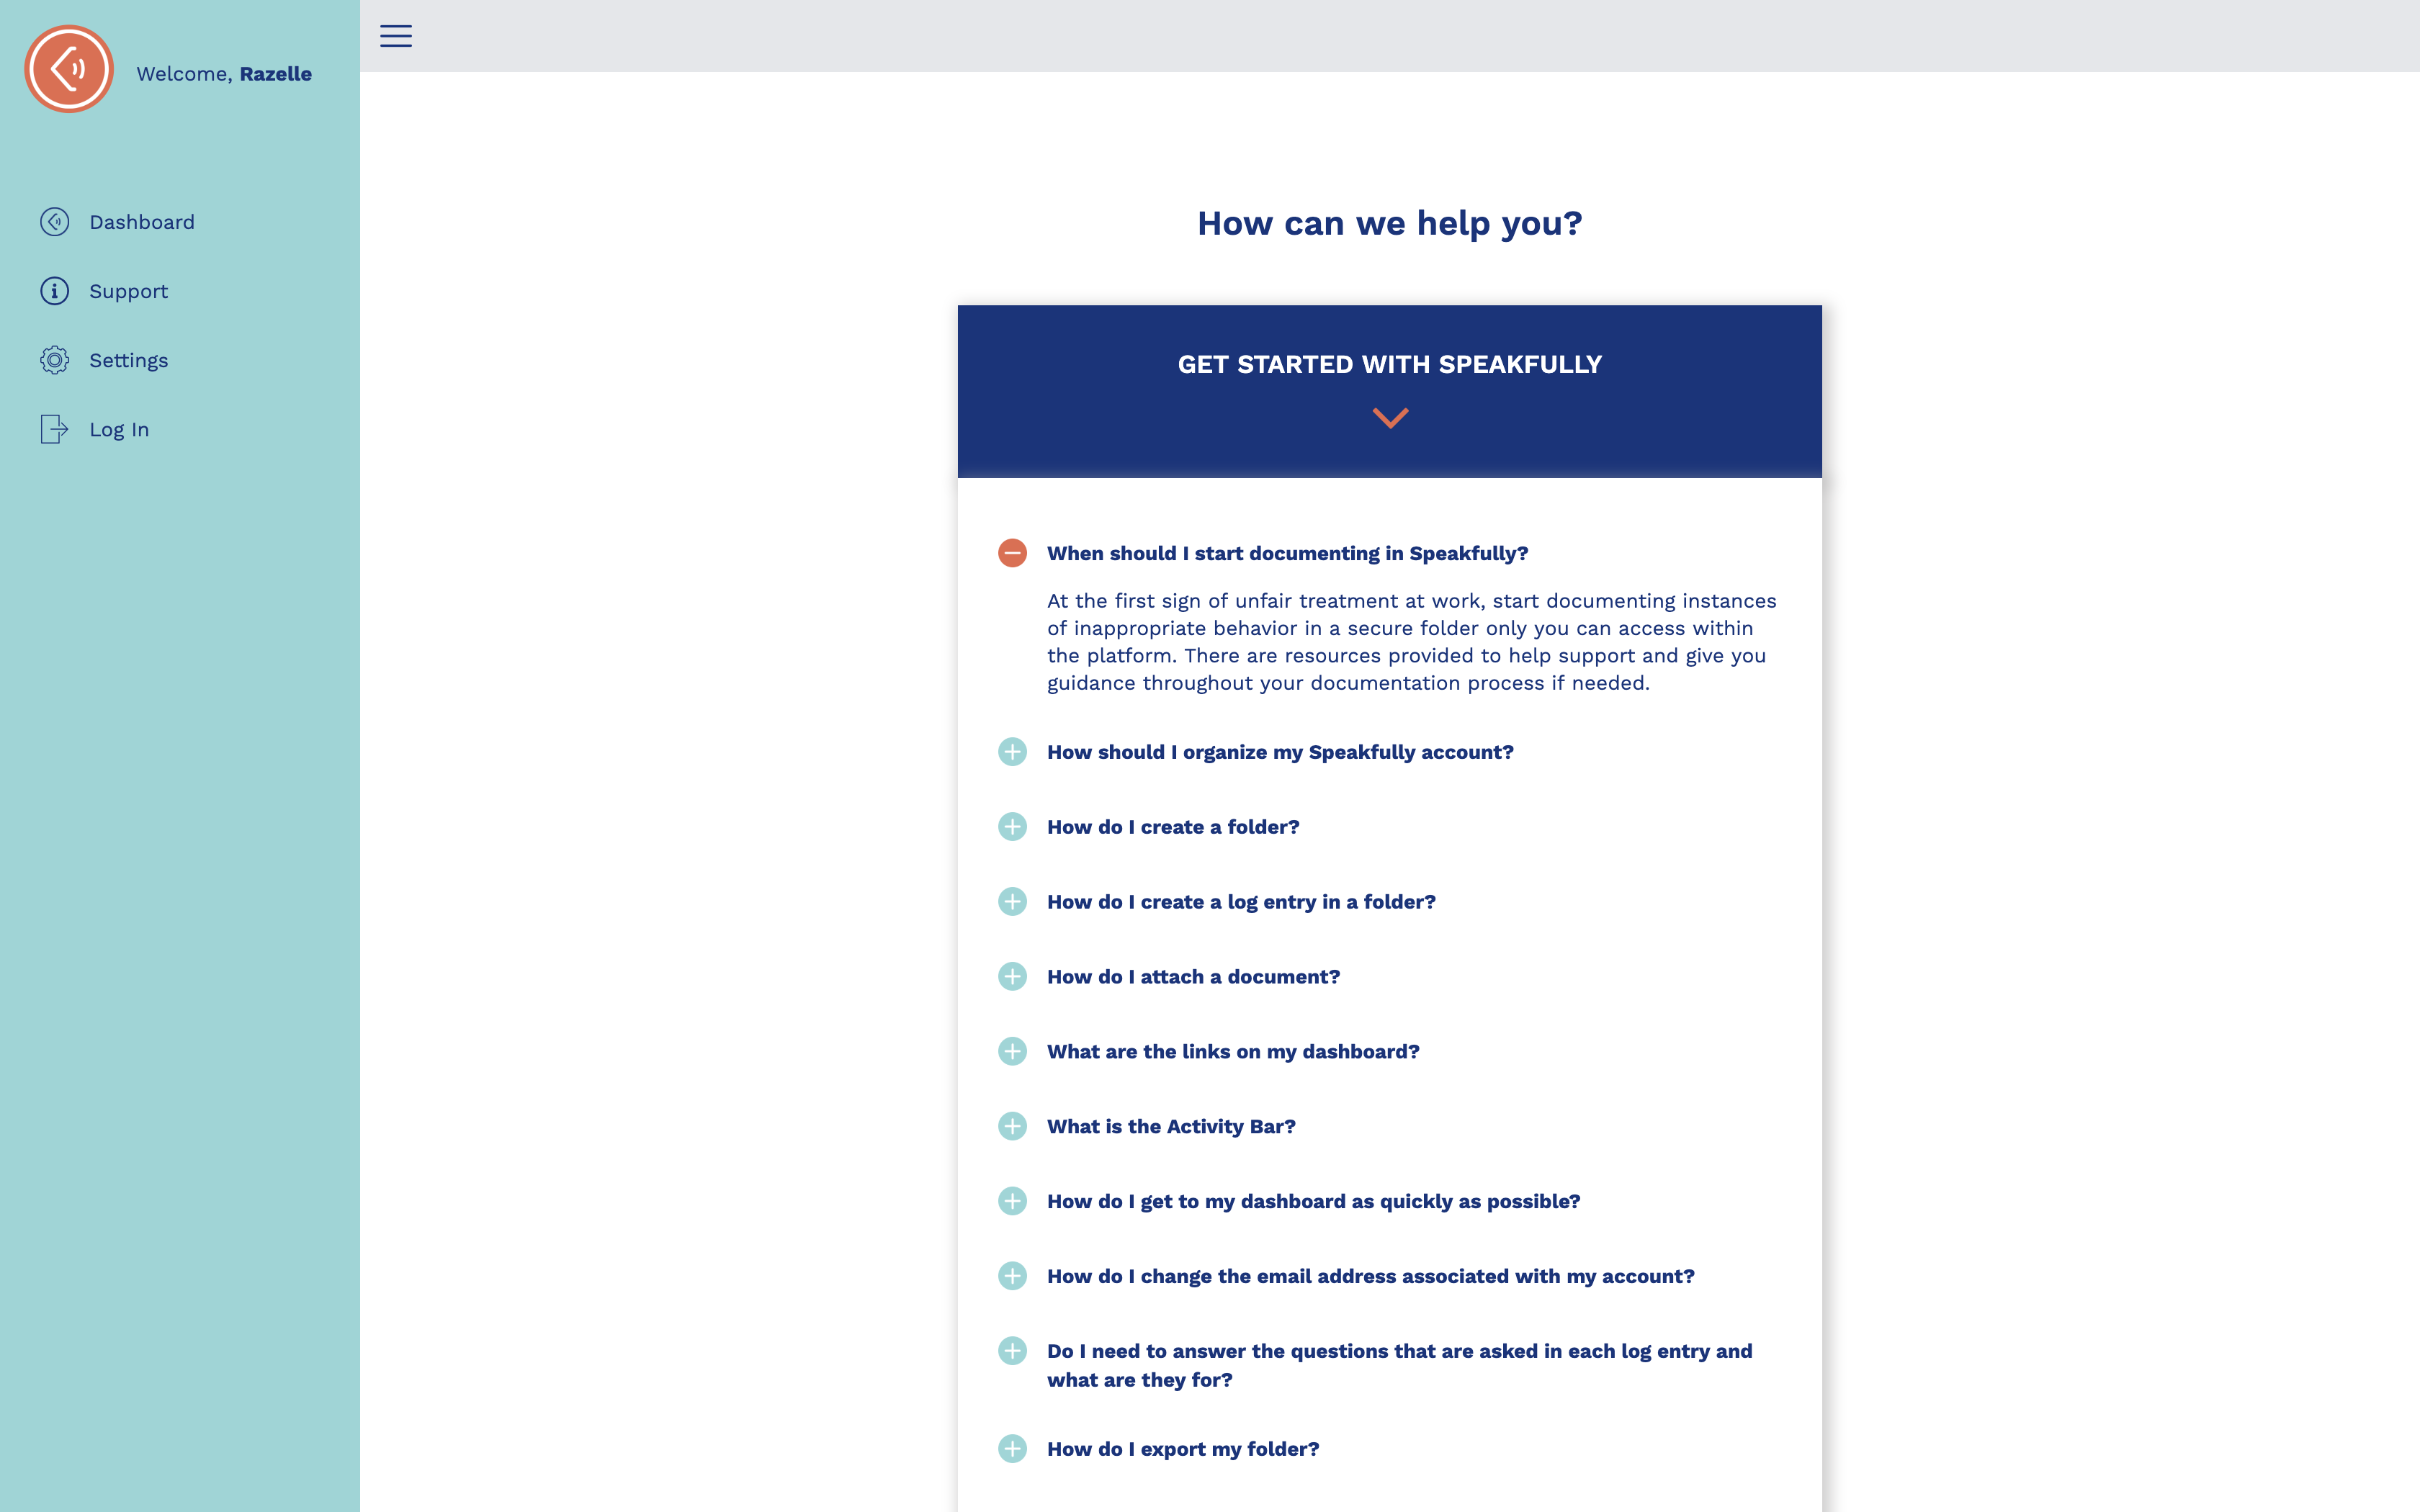 Welcome, Razelle
Dashboard
Support
Settings
Log In
How can we help you?
GET STARTED WITH SPEAKFULLY
When should I start documenting in Speakfully?
At the first sign of unfair treatment at work, start documenting instances
of inappropriate behavior in a secure folder only you can access within
the platform. There are resources provided to help support and give you
guidance throughout your documentation process if needed.
How should I organize my Speakfully account?
How do I create a folder?
How do I create a log entry in a folder?
How do I attach a document?
What are the links on my dashboard?
What is the Activity Bar?
How do I get to my dashboard as quickly as possible?
How do I change the email address associated with my account?
Do I need to answer the questions that are asked in each log entry and
what are they for?
How do I export my folder?